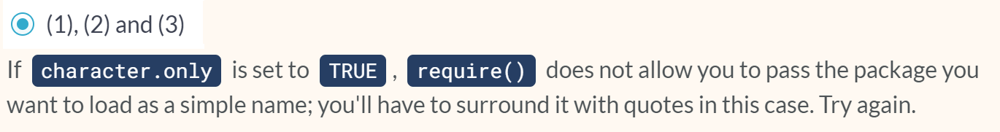 (1), (2) and (3)
If character.only is set to TRUE , require() does not allow you to pass the package you
want to load as a simple name; you'll have to surround it with quotes in this case. Try again.